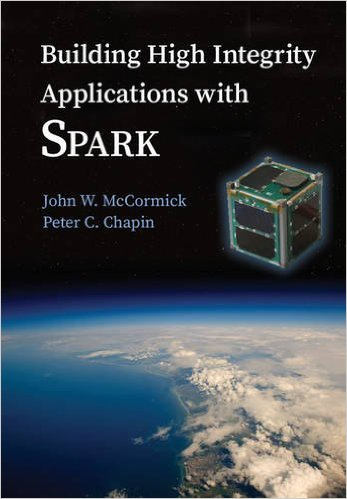 Building High Integrity
Applications with
SPARK
John W. McCormick
Peter C. Chapin